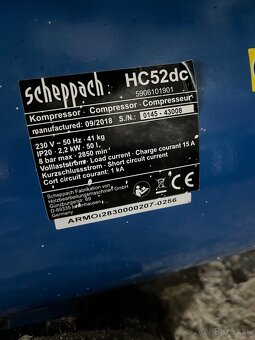 scheppach HC52dc
5906101901
Kompressor · Compressor · Compresseur
manufactured: 09/2018 S./N.: 0145-43008
230 V ~ 50 Hz · 41 kg
IP20 · 2,2 kW · 50 L
8 bar max · 2850 min⁻¹
Volllaststrom · Load current · Charge courant 15 A
Kurzschlussstrom · Short circuit current
Cort circuit courant: 1 kA
Scheppach Fabrikation von
Holzbearbeitungsmaschinen GmbH
Günzburgerstr. 69
D-89335 Ichenhausen
Germany
ARMO(2830000207-0256